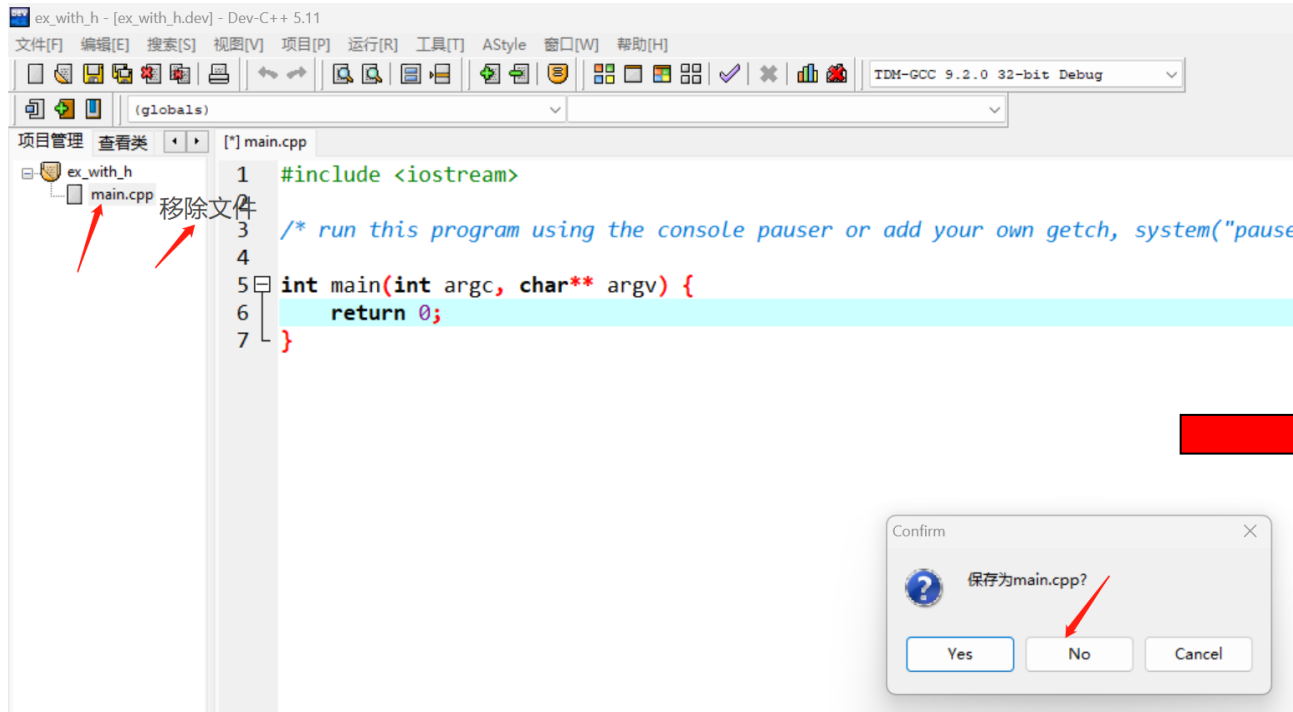 ex_with_h - [ex_with_h.dev] - Dev-C++ 5.11
文件[F] 编辑[E] 搜索[S] 视图[V] 项目[P] 运行[R] 工具[T] AStyle 窗口[W] 帮助[H]
TDM-GCC 9.2.0 32-bit Debug
(globals)
项目管理 查看类 [*] main.cpp
ex_with_h
main.cpp
移除文件
1 #include <iostream>
2
3 /* run this program using the console pauser or add your own getch, system("pause
4
5 int main(int argc, char** argv) {
6 return 0;
7 }
Confirm
保存为main.cpp?
Yes No Cancel